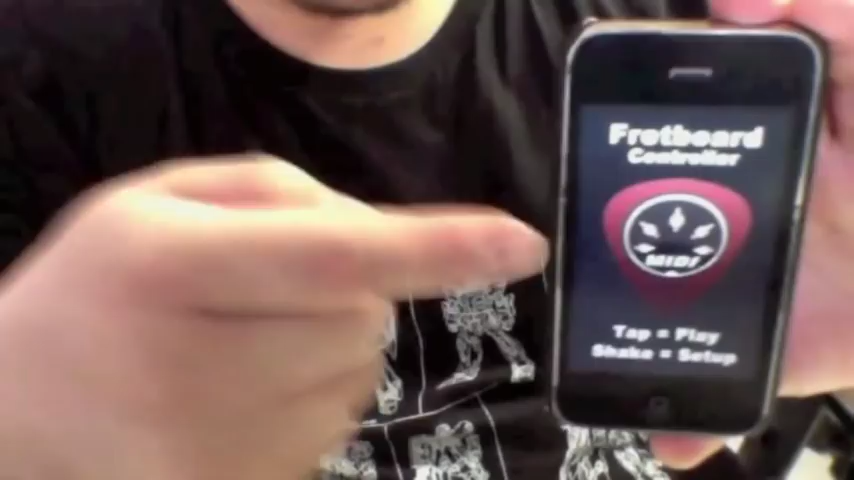 Fretboard
Controller
MIDI
Tap = Play
Shake = Setup